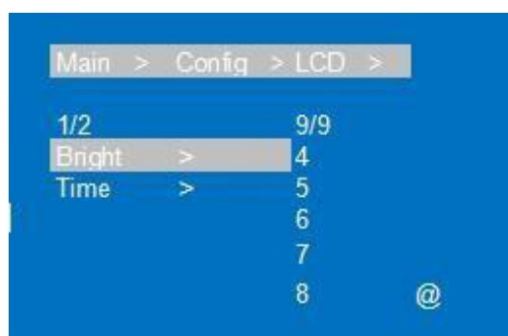 Main > Config > LCD >
1/2 9/9
Bright > 4
Time > 5
6
7
8 @